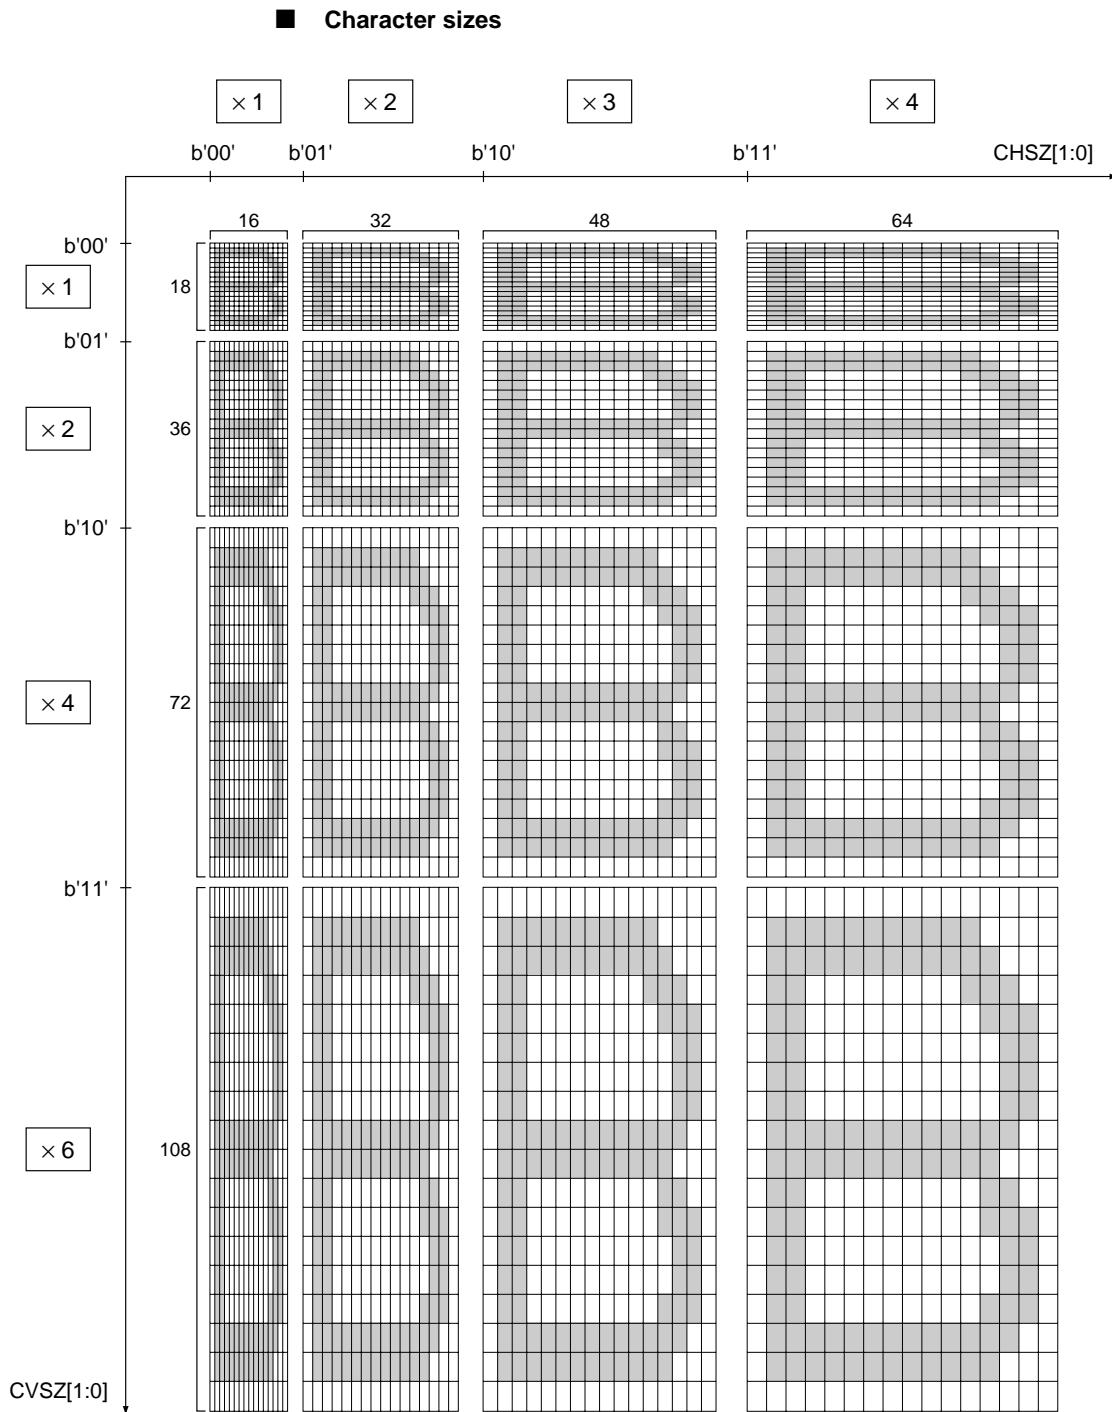 ■ Character sizes
× 1 × 2 × 3 × 4
b'00' b'01' b'10' b'11' CHSZ[1:0]
16 32 48 64
b'00'
× 1 18
b'01'
× 2 36
b'10'
× 4 72
b'11'
× 6 108
CVSZ[1:0]